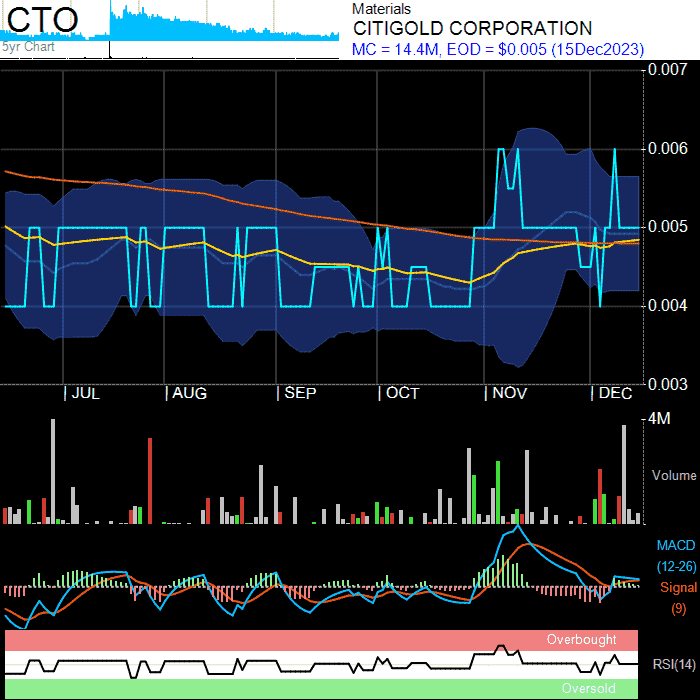 CTO
5yr Chart
Materials
CITIGOLD CORPORATION
MC = 14.4M, EOD = $0.005 (15Dec2023)
0.007
0.006
0.005
0.004
0.003
JUL
AUG
SEP
OCT
NOV
DEC
4M
Volume
MACD
(12-26)
Signal
(9)
Overbought
RSI(14)
Oversold